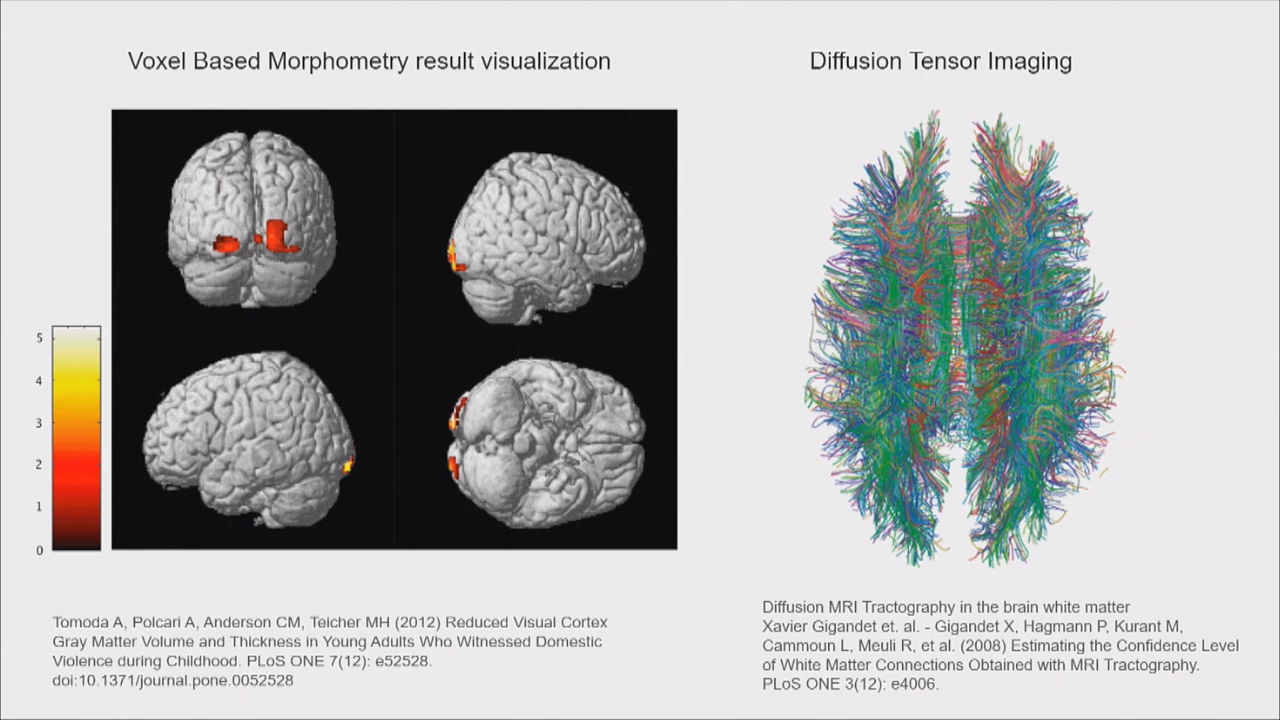 Voxel Based Morphometry result visualization
Diffusion Tensor Imaging
5
4
3
2
1
0
Tomoda A, Polcari A, Anderson CM, Teicher MH (2012) Reduced Visual Cortex
Gray Matter Volume and Thickness in Young Adults Who Witnessed Domestic
Violence during Childhood. PLoS ONE 7(12): e52528.
doi:10.1371/journal.pone.0052528
Diffusion MRI Tractography in the brain white matter
Xavier Gigandet et. al. - Gigandet X, Hagmann P, Kurant M,
Cammoun L, Meuli R, et al. (2008) Estimating the Confidence Level
of White Matter Connections Obtained with MRI Tractography.
PLoS ONE 3(12): e4006.